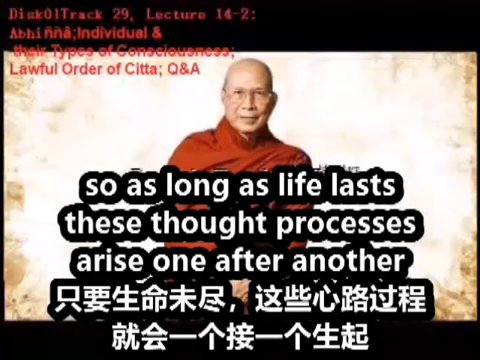 Disk01Track 29, Lecture 14-2:
Abhiññā;Individual &
their Types of Consciousness;
Lawful Order of Citta; Q&A
so as long as life lasts
these thought processes
arise one after another
只要生命未尽，这些心路过程
就会一个接一个生起